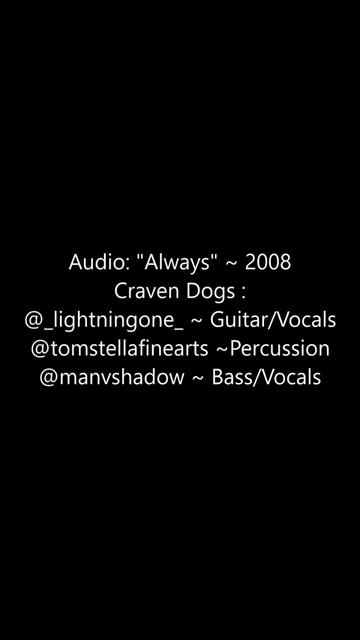 Audio: "Always" ~ 2008
Craven Dogs :
@_lightningone_ ~ Guitar/Vocals
@tomstellafinearts ~Percussion
@manvshadow ~ Bass/Vocals